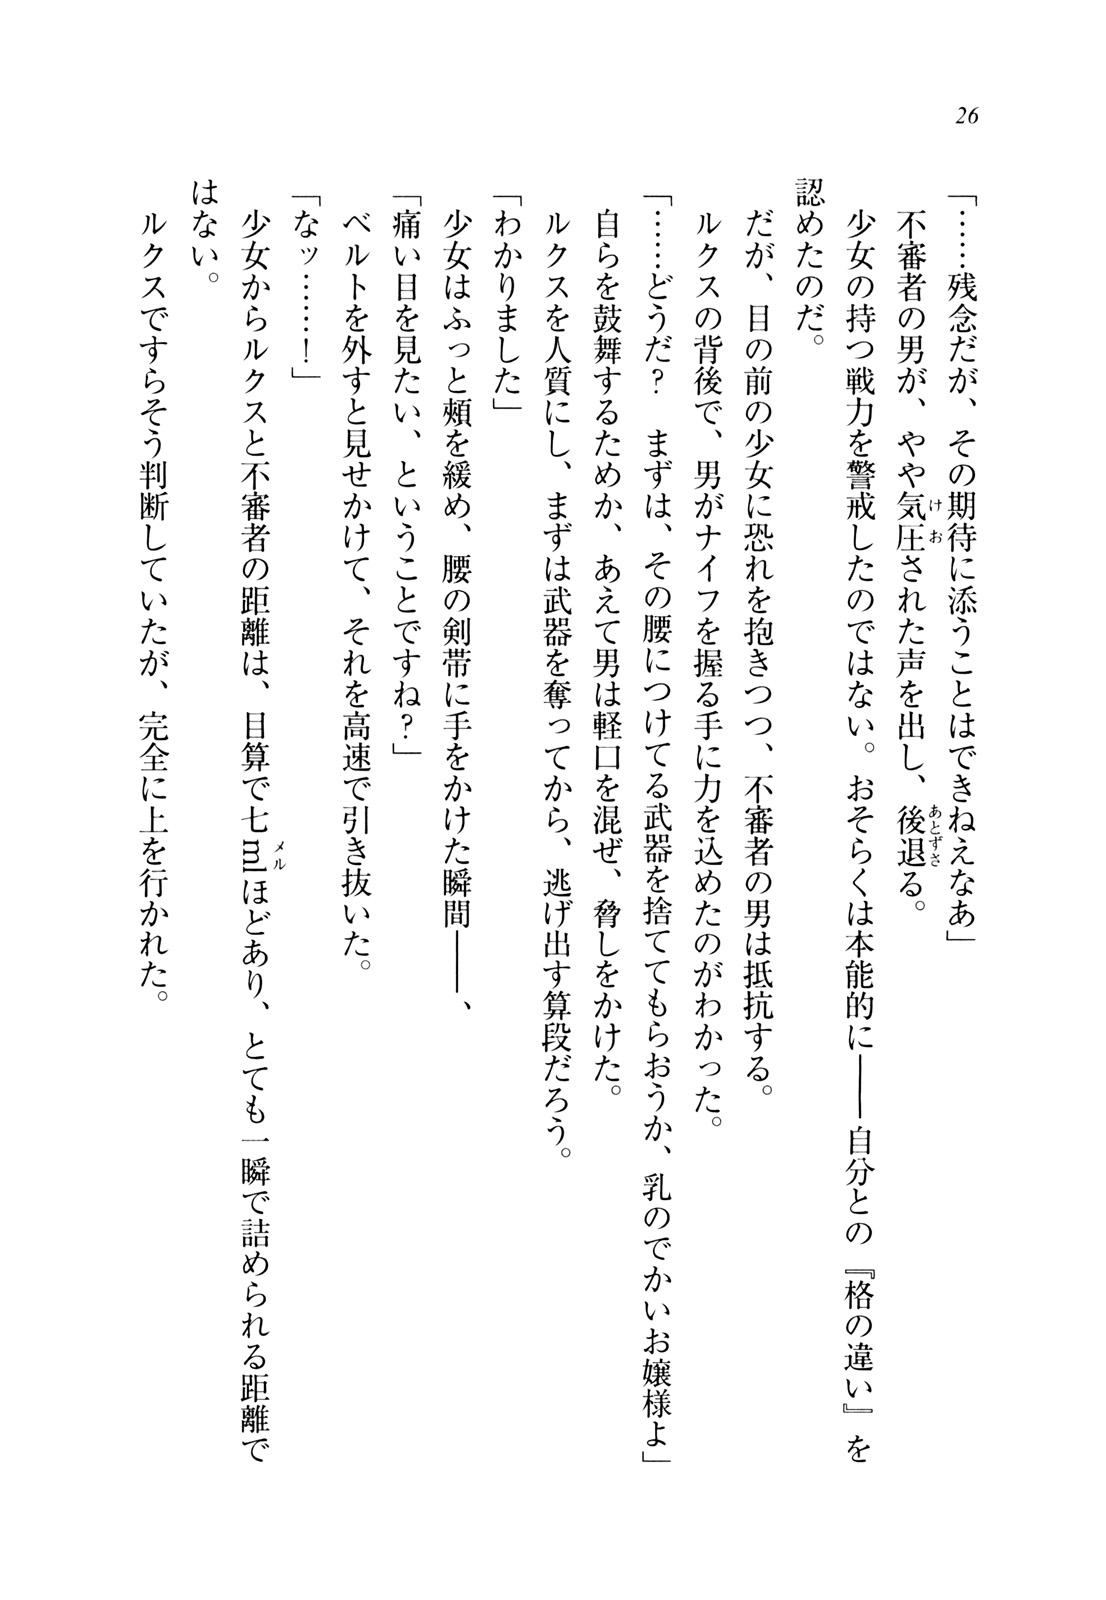 26
「……残念だが、その期待に添うことはできねえなあ」
不審者の男が、やや気圧された声を出し、後退る。
少女の持つ戦力を警戒したのではない。おそらくは本能的に――自分との『格の違い』を
認めたのだ。
だが、目の前の少女に恐れを抱きつつ、不審者の男は抵抗する。
ルクスの背後で、男がナイフを握る手に力を込めたのがわかった。
「……どうだ？　まずは、その腰につけてる武器を捨ててもらおうか、乳のでかいお嬢様よ」
自らを鼓舞するためか、あえて男は軽口を混ぜ、脅しをかけた。
ルクスを人質にし、まずは武器を奪ってから、逃げ出す算段だろう。
「わかりました」
少女はふっと頰を緩め、腰の剣帯に手をかけた瞬間――、
「痛い目を見たい、ということですね？」
ベルトを外すと見せかけて、それを高速で引き抜いた。
「なッ……！」
少女からルクスと不審者の距離は、目算で七mlほどあり、とても一瞬で詰められる距離で
はない。
ルクスですらそう判断していたが、完全に上を行かれた。